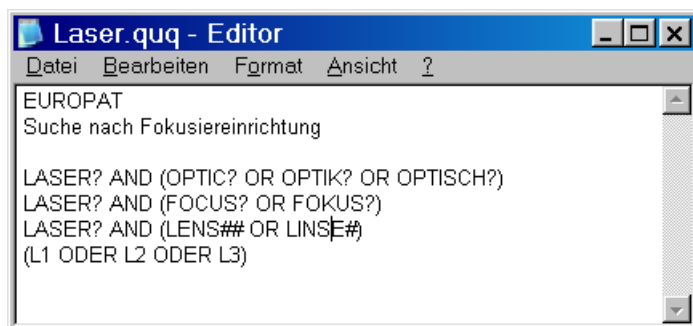 Laser.quq - Editor
Datei Bearbeiten Format Ansicht ?
EUROPAT
Suche nach Fokusiereinrichtung
LASER? AND (OPTIC? OR OPTIK? OR OPTISCH?)
LASER? AND (FOCUS? OR FOKUS?)
LASER? AND (LENS## OR LINSE#)
(L1 ODER L2 ODER L3)